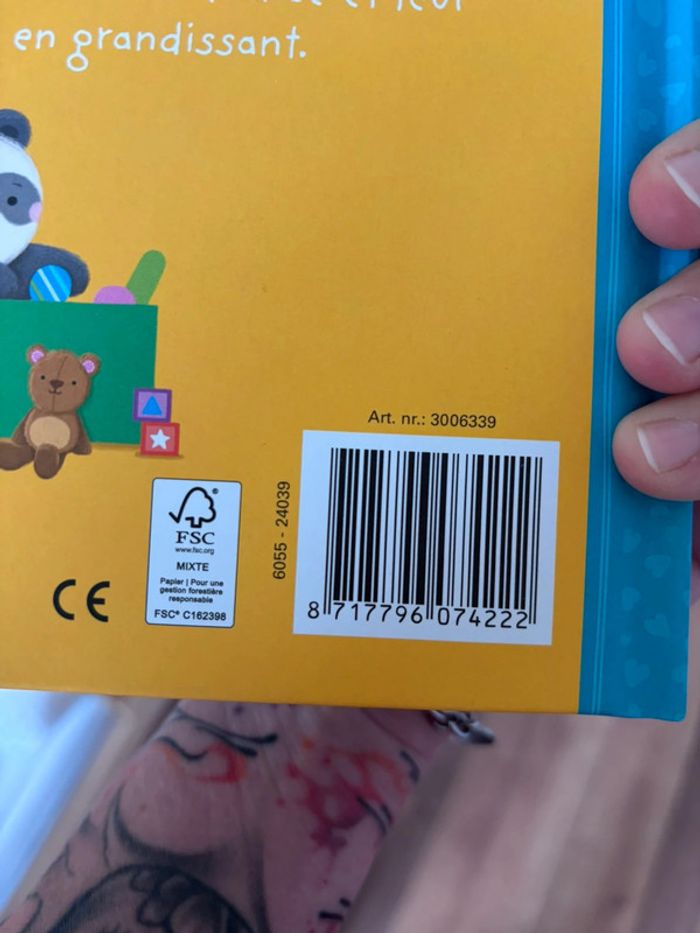 en grandissant.
Art. nr.: 3006339
6055 - 24039
FSC®
www.fsc.org
MIXTE
Papier | Pour une
gestion forestière
responsable
FSC® C162398
CE
8 717796 074222